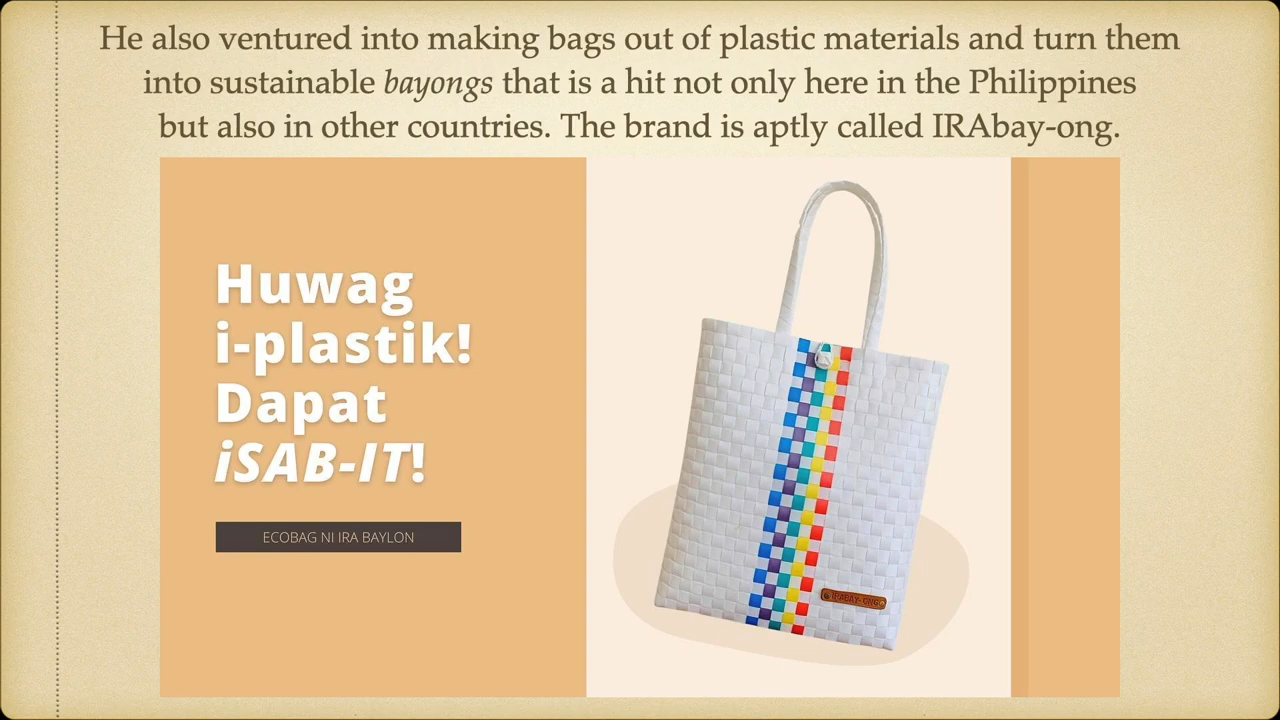 He also ventured into making bags out of plastic materials and turn them
into sustainable bayongs that is a hit not only here in the Philippines
but also in other countries. The brand is aptly called IRAbay-ong.
Huwag
i-plastik!
Dapat
iSAB-IT!
ECOBAG NI IRA BAYLON
IRABAY-ONG